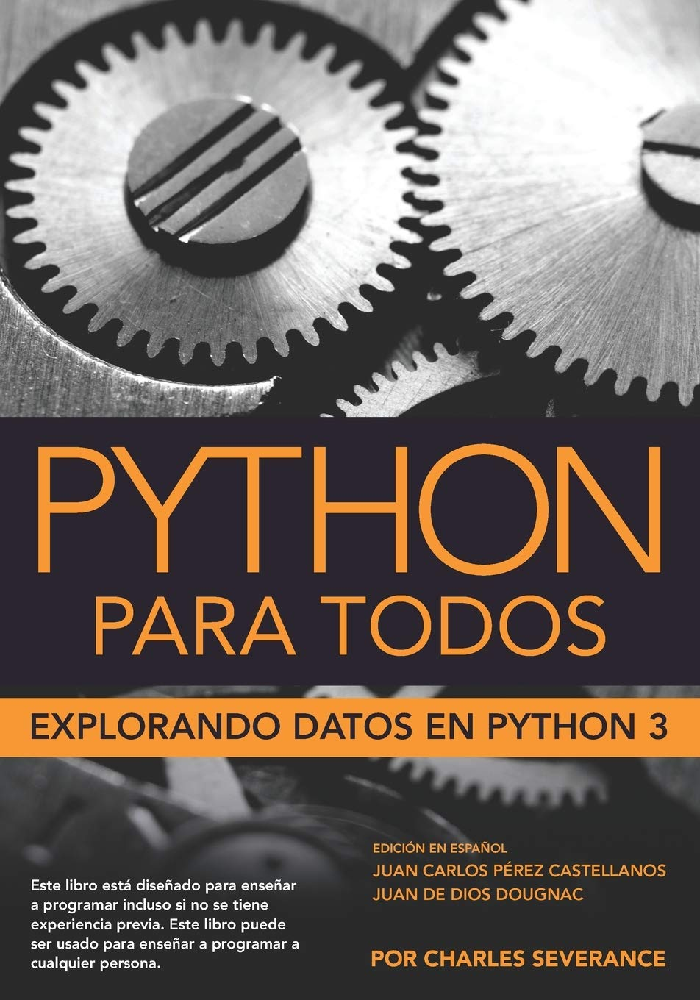 PYTHON
PARA TODOS
EXPLORANDO DATOS EN PYTHON 3
Este libro está diseñado para enseñar
a programar incluso si no se tiene
experiencia previa. Este libro puede
ser usado para enseñar a programar a
cualquier persona.
EDICIÓN EN ESPAÑOL
JUAN CARLOS PÉREZ CASTELLANOS
JUAN DE DIOS DOUGNAC
POR CHARLES SEVERANCE